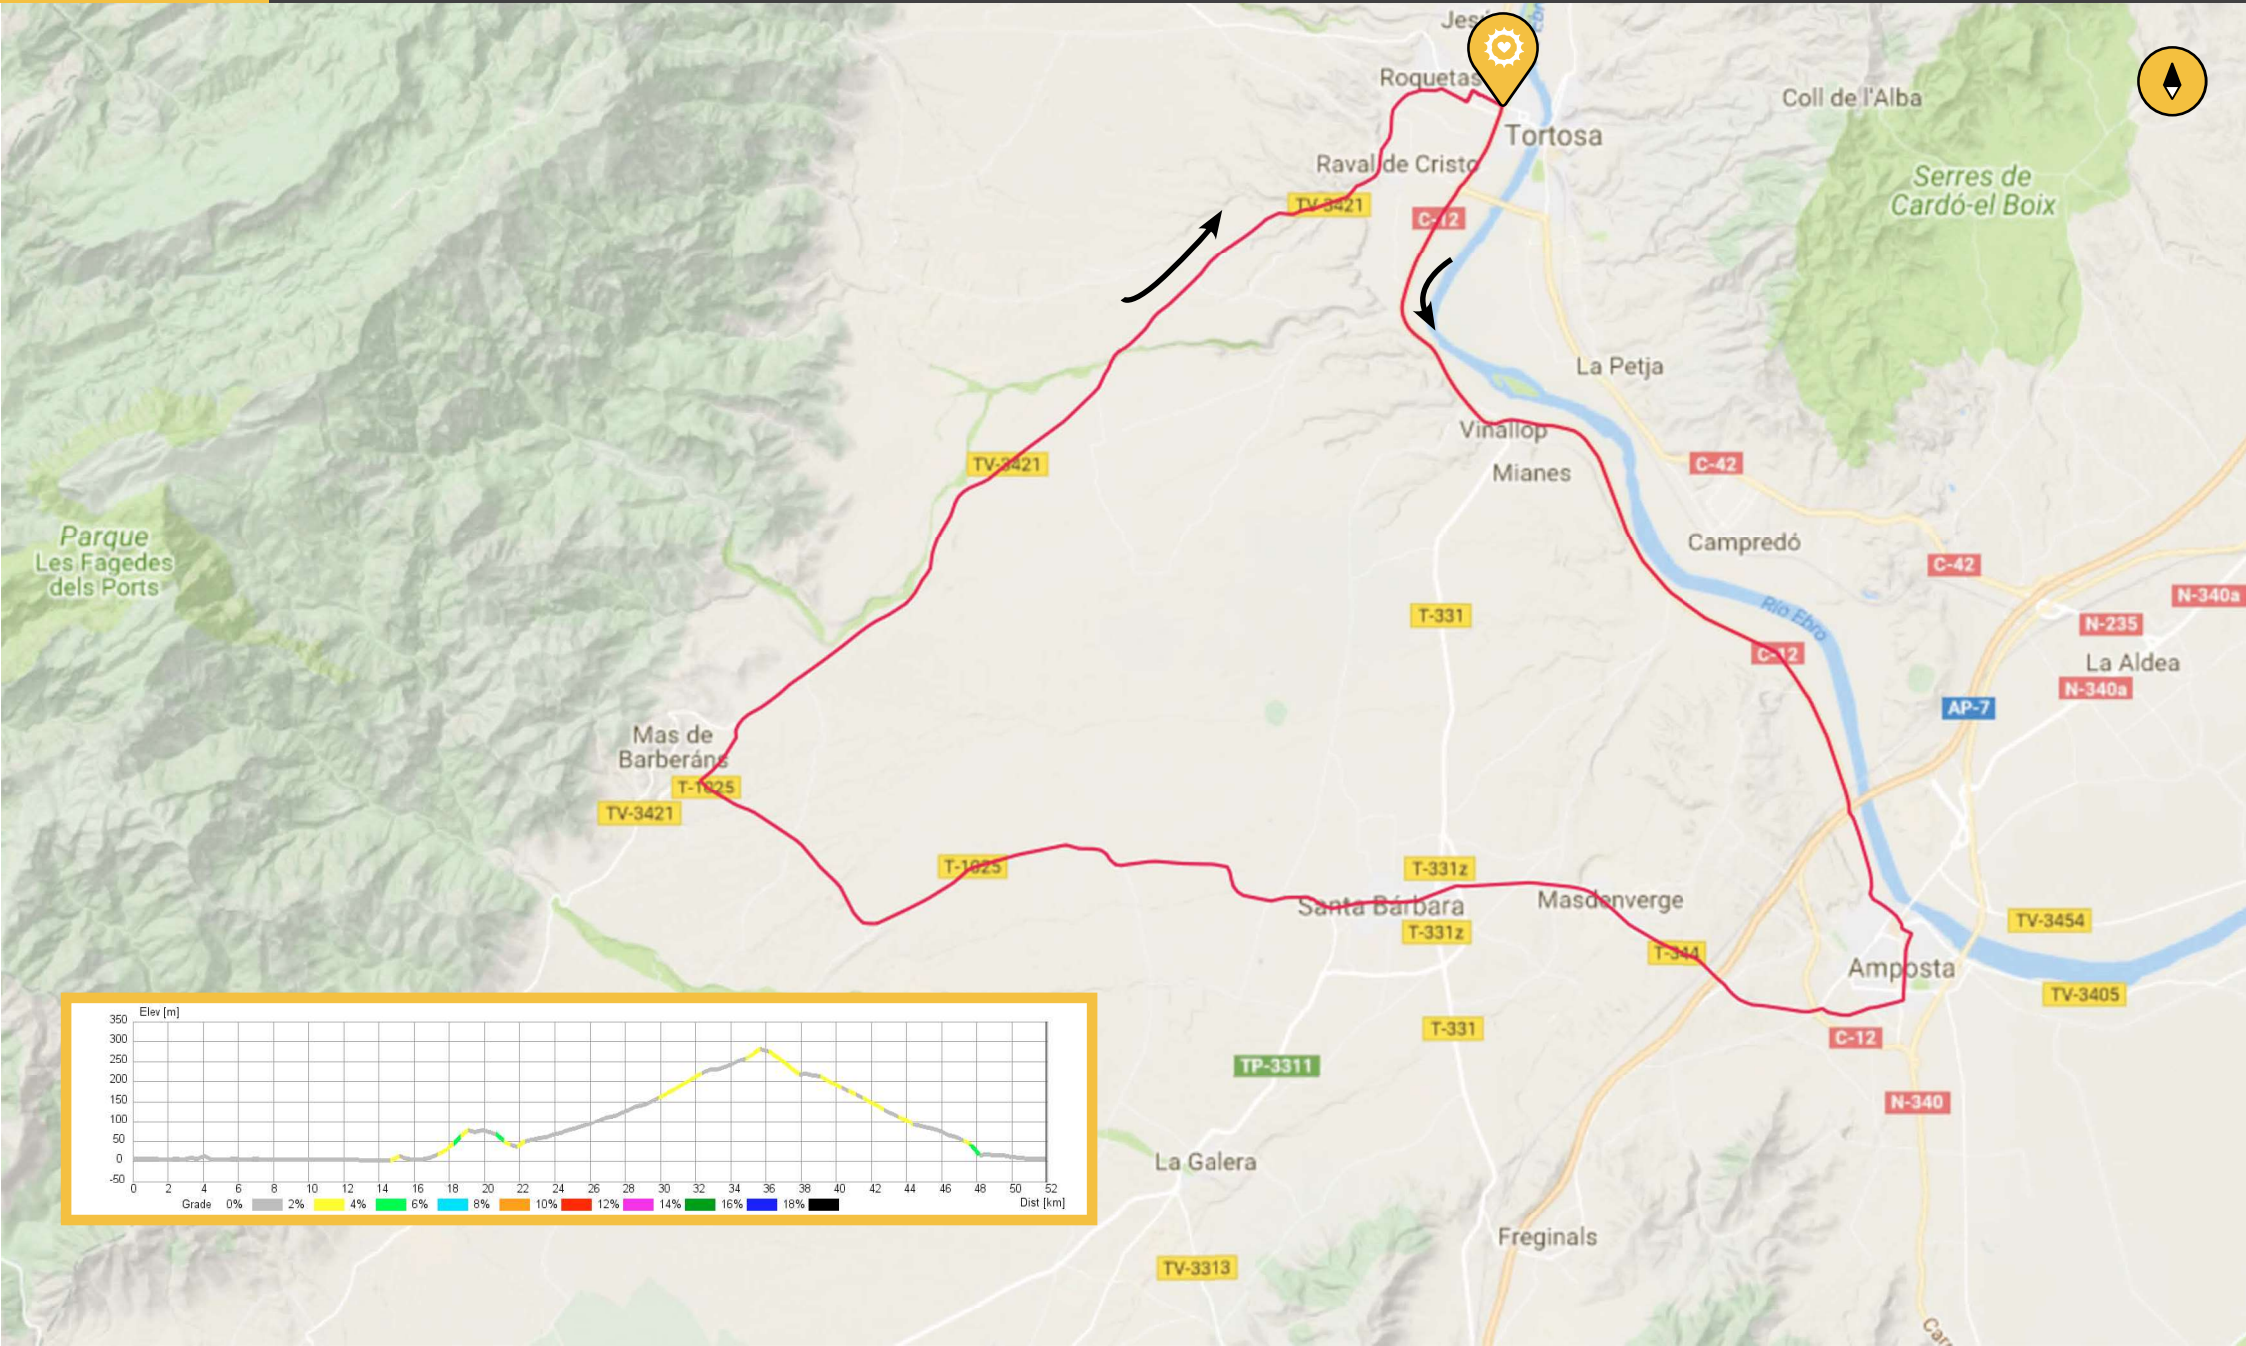 Roquetas
Tortosa
Coll de l'Alba
Raval de Cristo
Serres de
Cardó-el Boix
TV-3421
C-12
La Petja
Vinallop
Mianes
TV-3421
C-42
Campredó
C-42
Parque
Les Fagedes
dels Ports
Río Ebro
N-340a
T-331
N-235
C-12
La Aldea
N-340a
AP-7
Mas de
Barberáns
T-1025
TV-3421
T-1025
T-331z
Santa Bárbara
Masdenverge
T-331z
T-344
TV-3454
Amposta
TV-3405
T-331
C-12
TP-3311
N-340
La Galera
Freginals
TV-3313
Elev [m]
350
300
250
200
150
100
50
0
-50
0 2 4 6 8 10 12 14 16 18 20 22 24 26 28 30 32 34 36 38 40 42 44 46 48 50 52
Grade 0% 2% 4% 6% 8% 10% 12% 14% 16% 18% Dist [km]